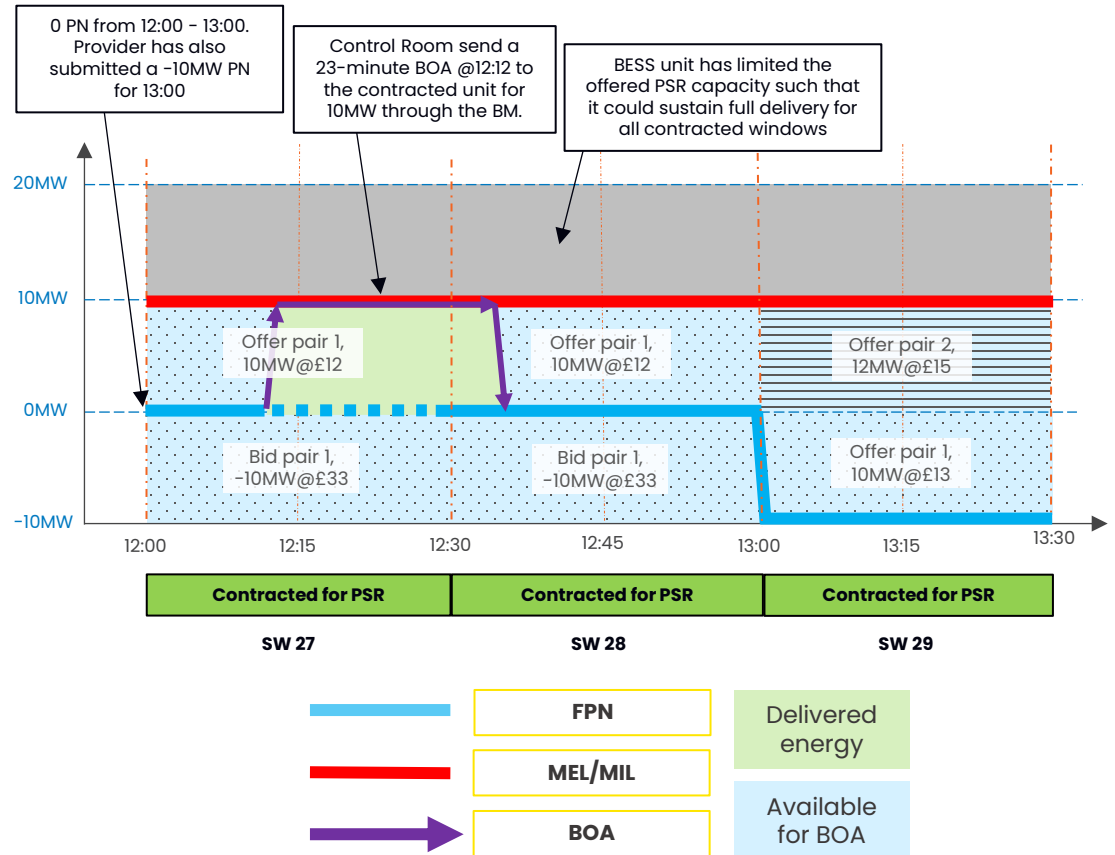 0 PN from 12:00 - 13:00.
Provider has also
submitted a -10MW PN
for 13:00
Control Room send a
23-minute BOA @12:12 to
the contracted unit for
10MW through the BM.
BESS unit has limited the
offered PSR capacity such that
it could sustain full delivery for
all contracted windows
20MW
10MW
0MW
-10MW
Offer pair 1,
10MW@£12
Offer pair 1,
10MW@£12
Offer pair 2,
12MW@£15
Bid pair 1,
-10MW@£33
Bid pair 1,
-10MW@£33
Offer pair 1,
10MW@£13
12:00
12:15
12:30
12:45
13:00
13:15
13:30
Contracted for PSR
Contracted for PSR
Contracted for PSR
SW 27
SW 28
SW 29
FPN
MEL/MIL
BOA
Delivered
energy
Available
for BOA